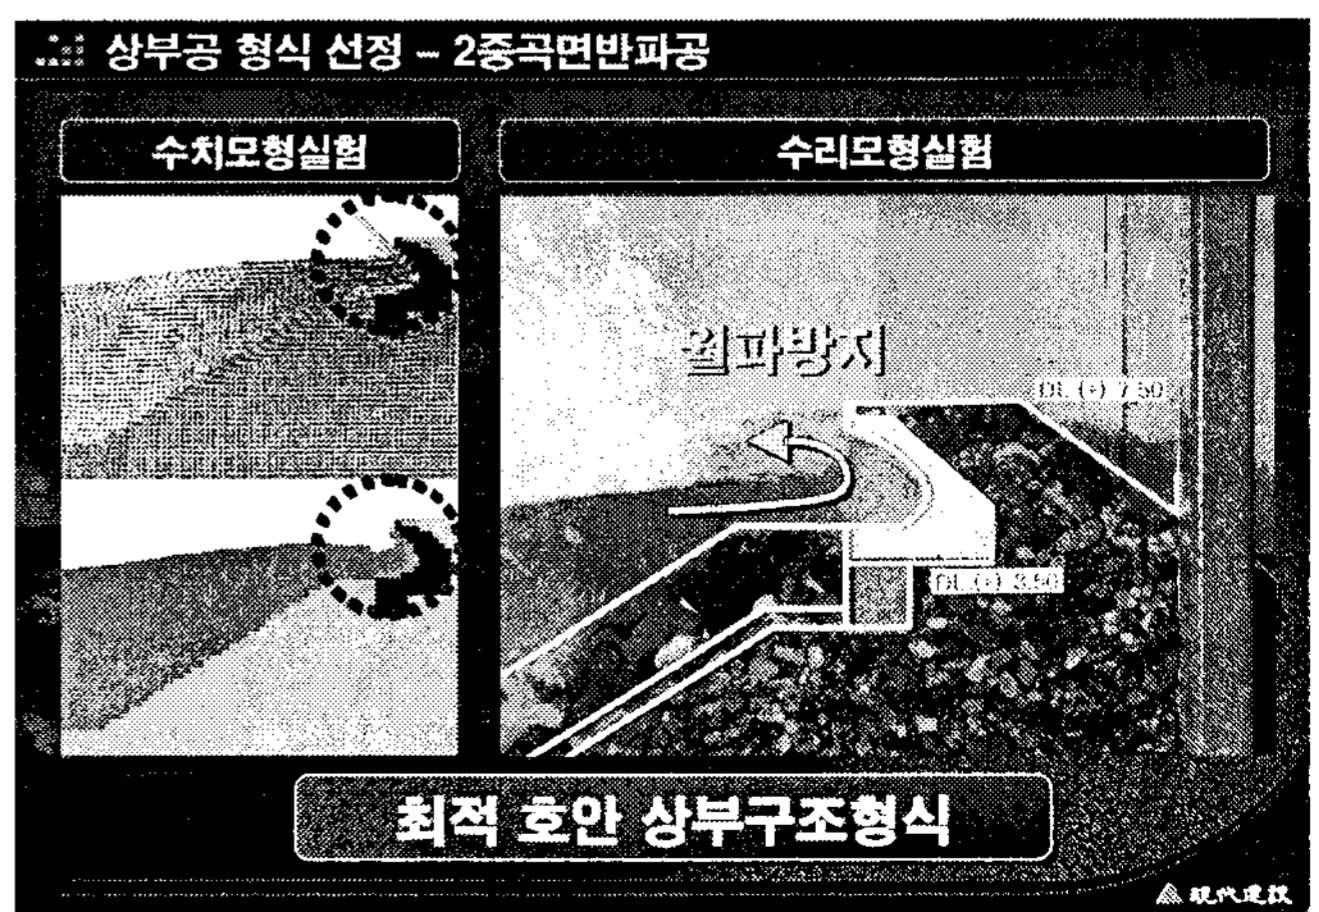 상부공 형식 선정 – 2중곡면반파공
수치모형실험
수리모형실험
월파방지
DL (+) 7.50
DL (+) 3.50
최적 호안 상부구조형식
現代建設